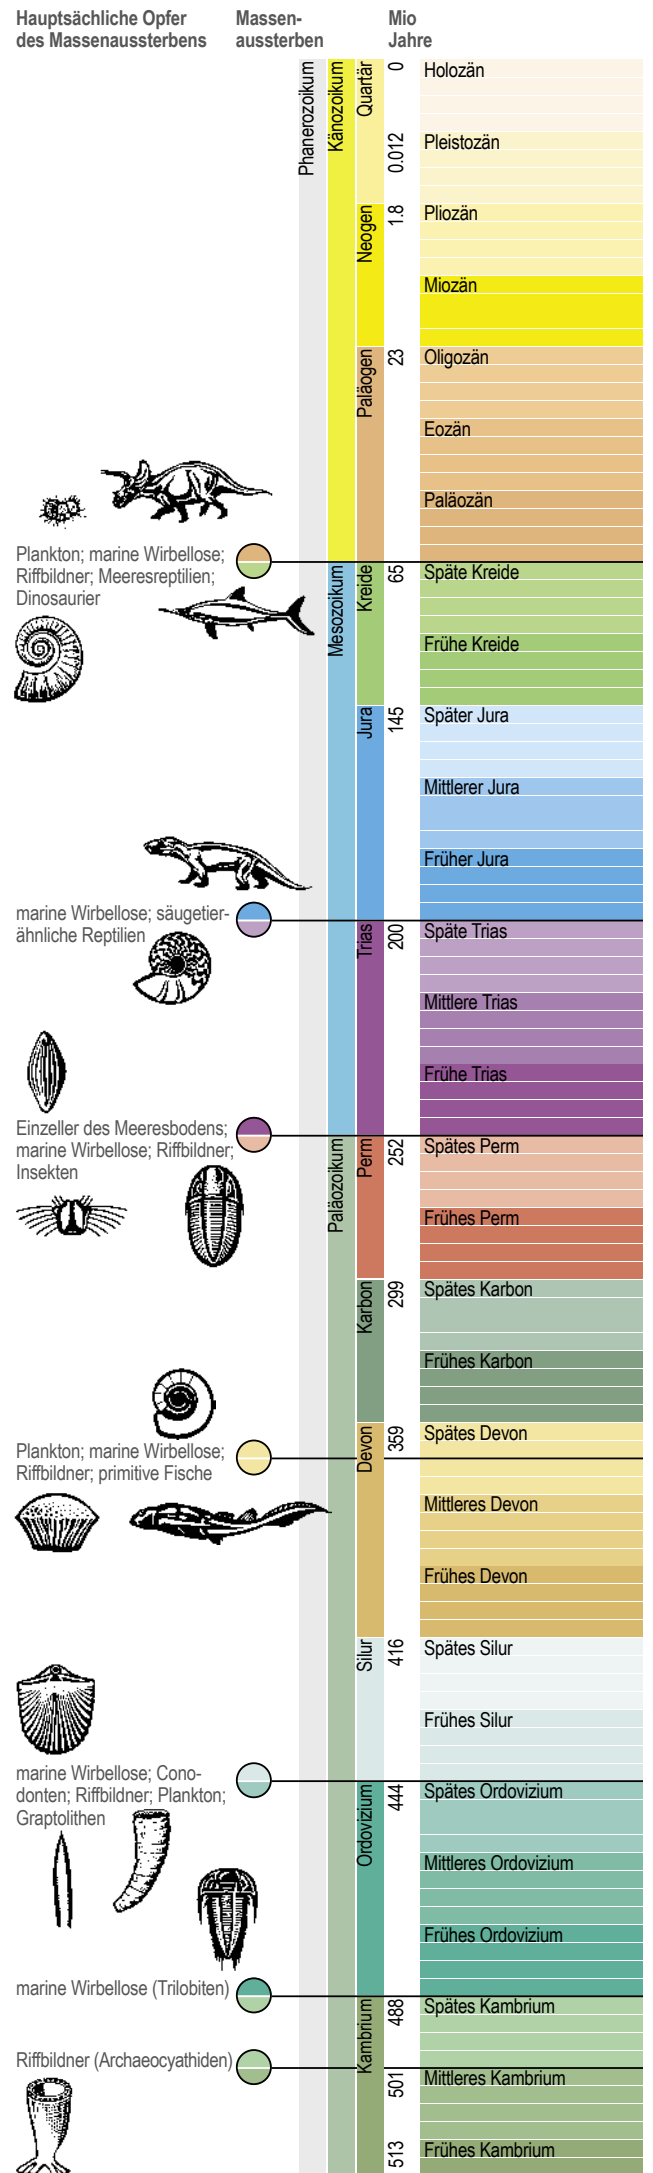 Hauptsächliche Opfer
des Massenaussterbens
Massen-
aussterben
Mio
Jahre
Phanerozoikum
Känozoikum
Quartär
0
Holozän
0.012
Pleistozän
Neogen
1.8
Pliozän
Miozän
Paläogen
23
Oligozän
Eozän
Paläozän
Plankton; marine Wirbellose;
Riffbildner; Meeresreptilien;
Dinosaurier
Mesozoikum
Kreide
65
Späte Kreide
Frühe Kreide
Jura
145
Später Jura
Mittlerer Jura
Früher Jura
marine Wirbellose; säugetier-
ähnliche Reptilien
Trias
200
Späte Trias
Mittlere Trias
Frühe Trias
Einzeller des Meeresbodens;
marine Wirbellose; Riffbildner;
Insekten
Paläozoikum
Perm
252
Spätes Perm
Frühes Perm
Karbon
299
Spätes Karbon
Frühes Karbon
Devon
359
Spätes Devon
Plankton; marine Wirbellose;
Riffbildner; primitive Fische
Mittleres Devon
Frühes Devon
Silur
416
Spätes Silur
Frühes Silur
marine Wirbellose; Cono-
donten; Riffbildner; Plankton;
Graptolithen
Ordovizium
444
Spätes Ordovizium
Mittleres Ordovizium
Frühes Ordovizium
marine Wirbellose (Trilobiten)
Kambrium
488
Spätes Kambrium
Riffbildner (Archaeocyathiden)
501
Mittleres Kambrium
513
Frühes Kambrium